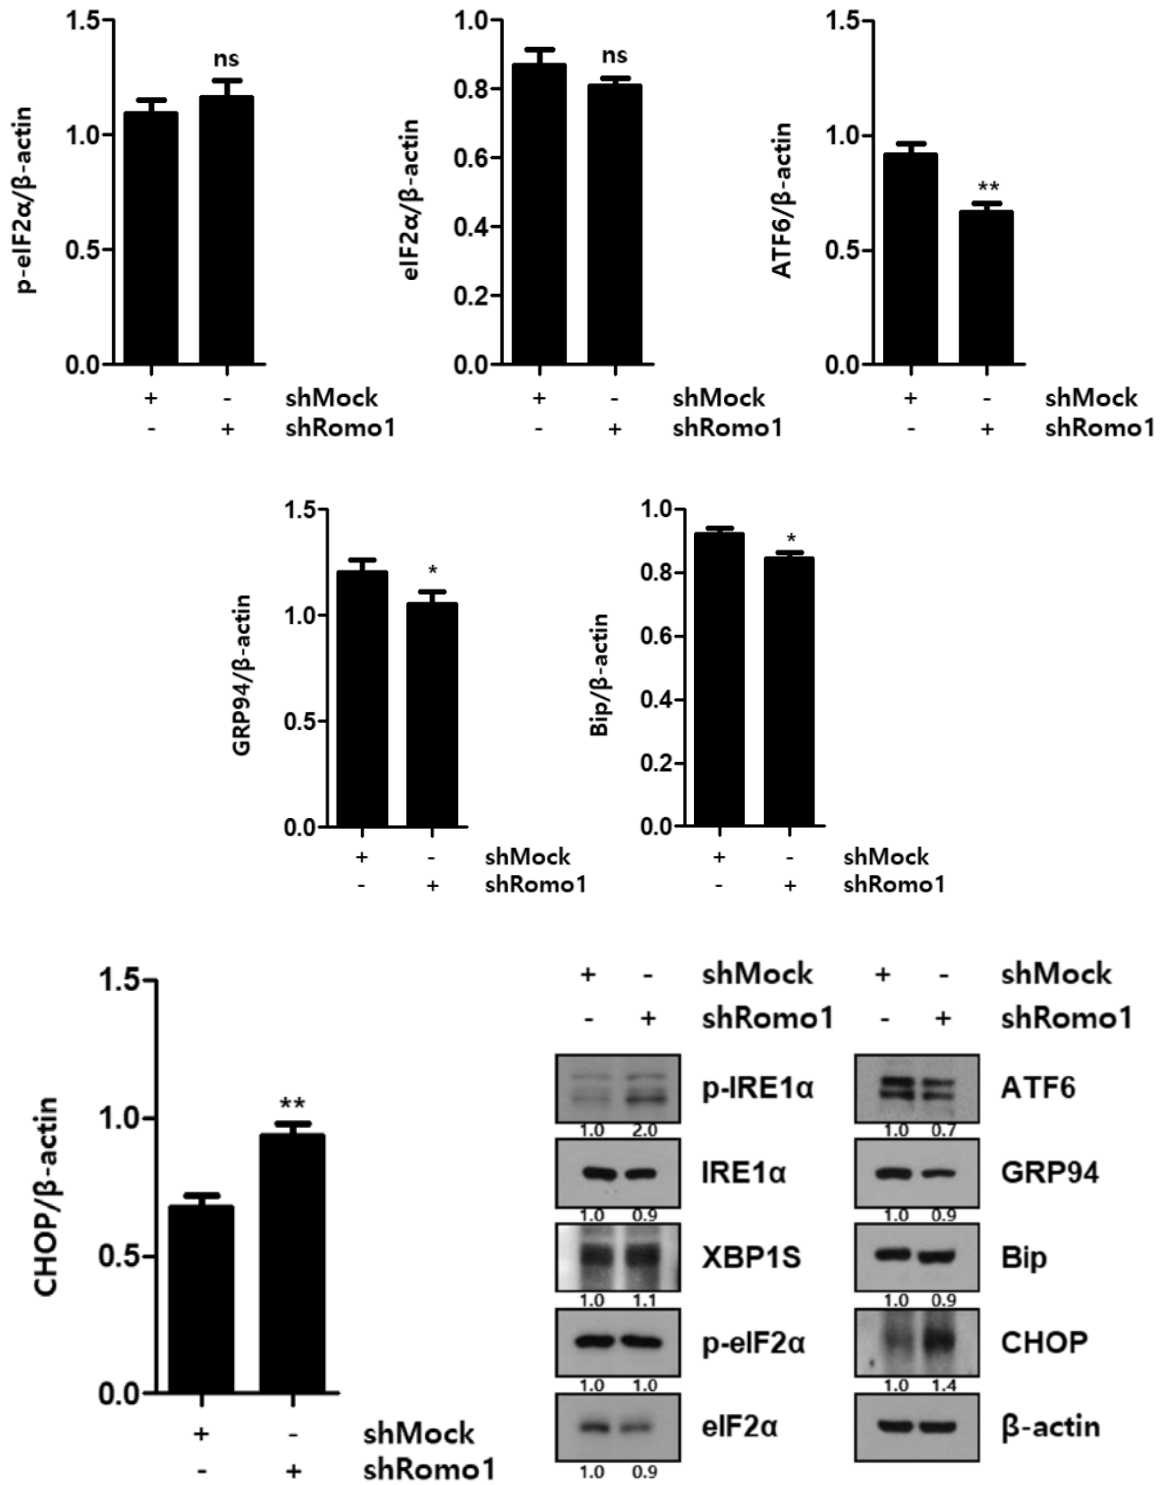 p-eIF2α/β-actin
1.5
1.0
0.5
0.0
ns
+ - shMock
- + shRomo1
eIF2α/β-actin
1.0
0.8
0.6
0.4
0.2
0.0
ns
+ - shMock
- + shRomo1
ATF6/β-actin
1.5
1.0
0.5
0.0
**
+ - shMock
- + shRomo1
GRP94/β-actin
1.5
1.0
0.5
0.0
*
+ - shMock
- + shRomo1
Bip/β-actin
1.0
0.8
0.6
0.4
0.2
0.0
*
+ - shMock
- + shRomo1
CHOP/β-actin
1.5
1.0
0.5
0.0
**
+ - shMock
- + shRomo1
+ - shMock
- + shRomo1
p-IRE1α
1.0 2.0
IRE1α
1.0 0.9
XBP1S
1.0 1.1
p-eIF2α
1.0 1.0
eIF2α
1.0 0.9
+ - shMock
- + shRomo1
ATF6
1.0 0.7
GRP94
1.0 0.9
Bip
1.0 0.9
CHOP
1.0 1.4
β-actin